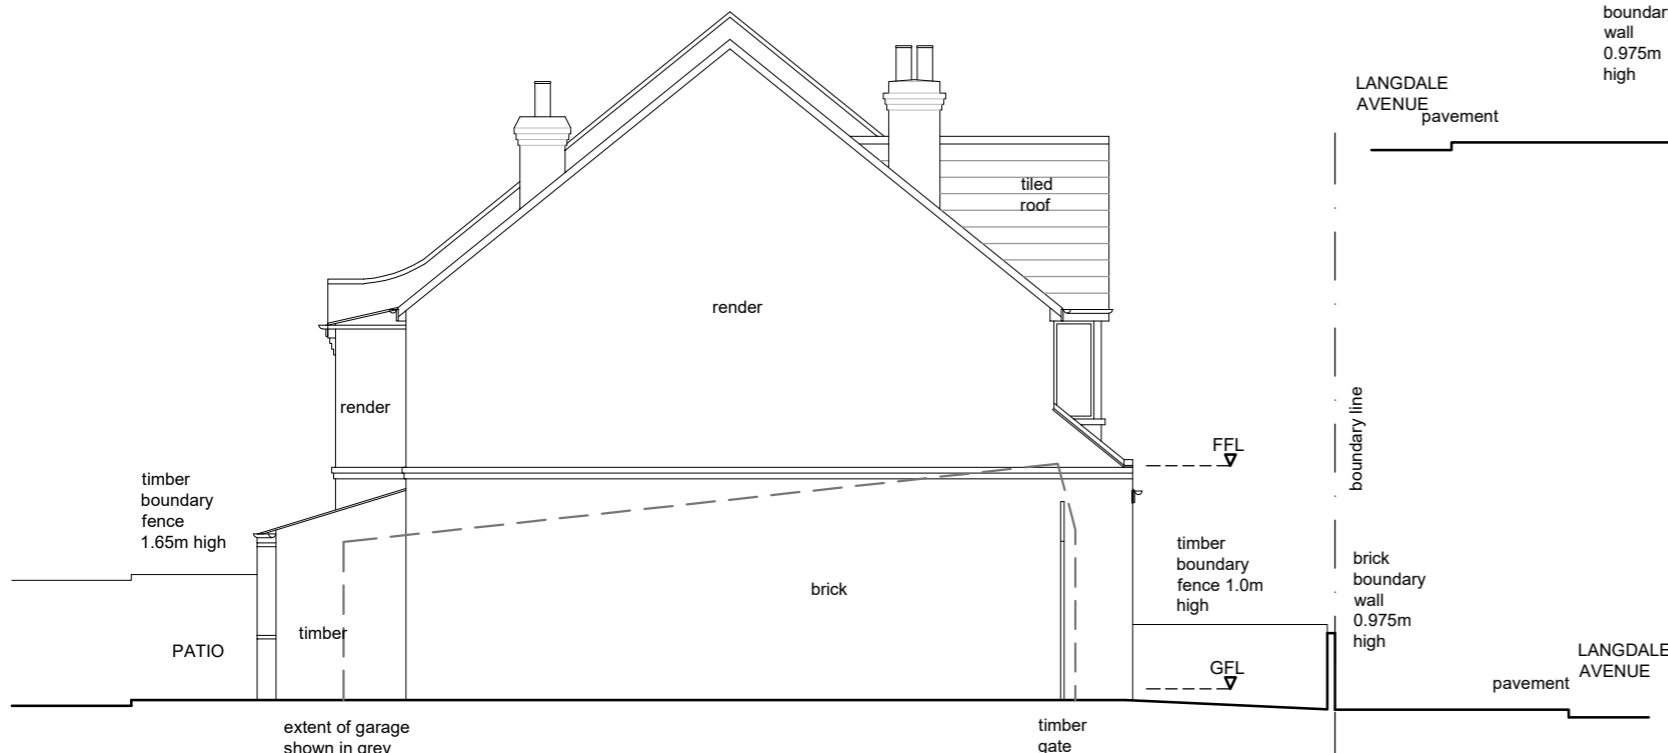 boundary
wall
0.975m
high
LANGDALE
AVENUE
pavement
tiled
roof
render
render
FFL
boundary line
timber
boundary
fence
1.65m high
timber
boundary
fence 1.0m
high
brick
boundary
wall
0.975m
high
brick
timber
PATIO
GFL
LANGDALE
AVENUE
pavement
extent of garage
shown in grey
timber
gate